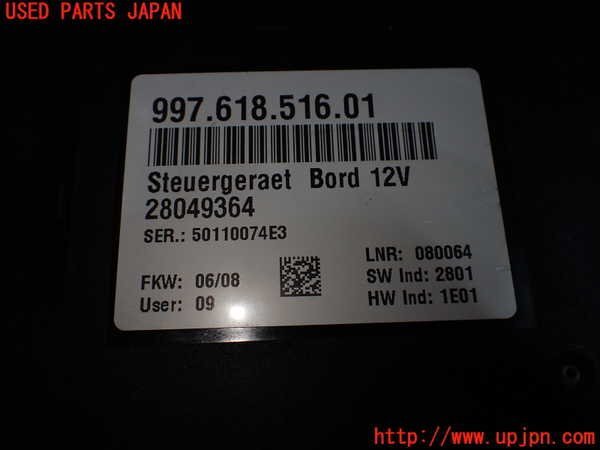 USED PARTS JAPAN
997.618.516.01
Steuergeraet Bord 12V
28049364
SER.: 50110074E3
LNR: 080064
FKW: 06/08
SW Ind: 2801
User: 09
HW Ind: 1E01
http://www.upjpn.com/